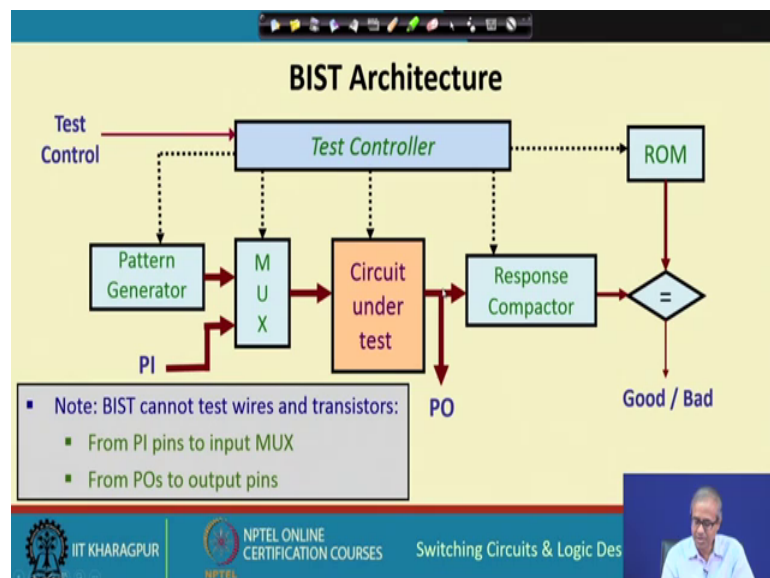 BIST Architecture
Test
Control
Test Controller
ROM
Pattern
Generator
M
U
X
Circuit
under
test
Response
Compactor
=
PI
PO
Good / Bad
▪ Note: BIST cannot test wires and transistors:
▪ From PI pins to input MUX
▪ From POs to output pins
IIT KHARAGPUR
NPTEL ONLINE
CERTIFICATION COURSES
NPTEL
Switching Circuits & Logic Des